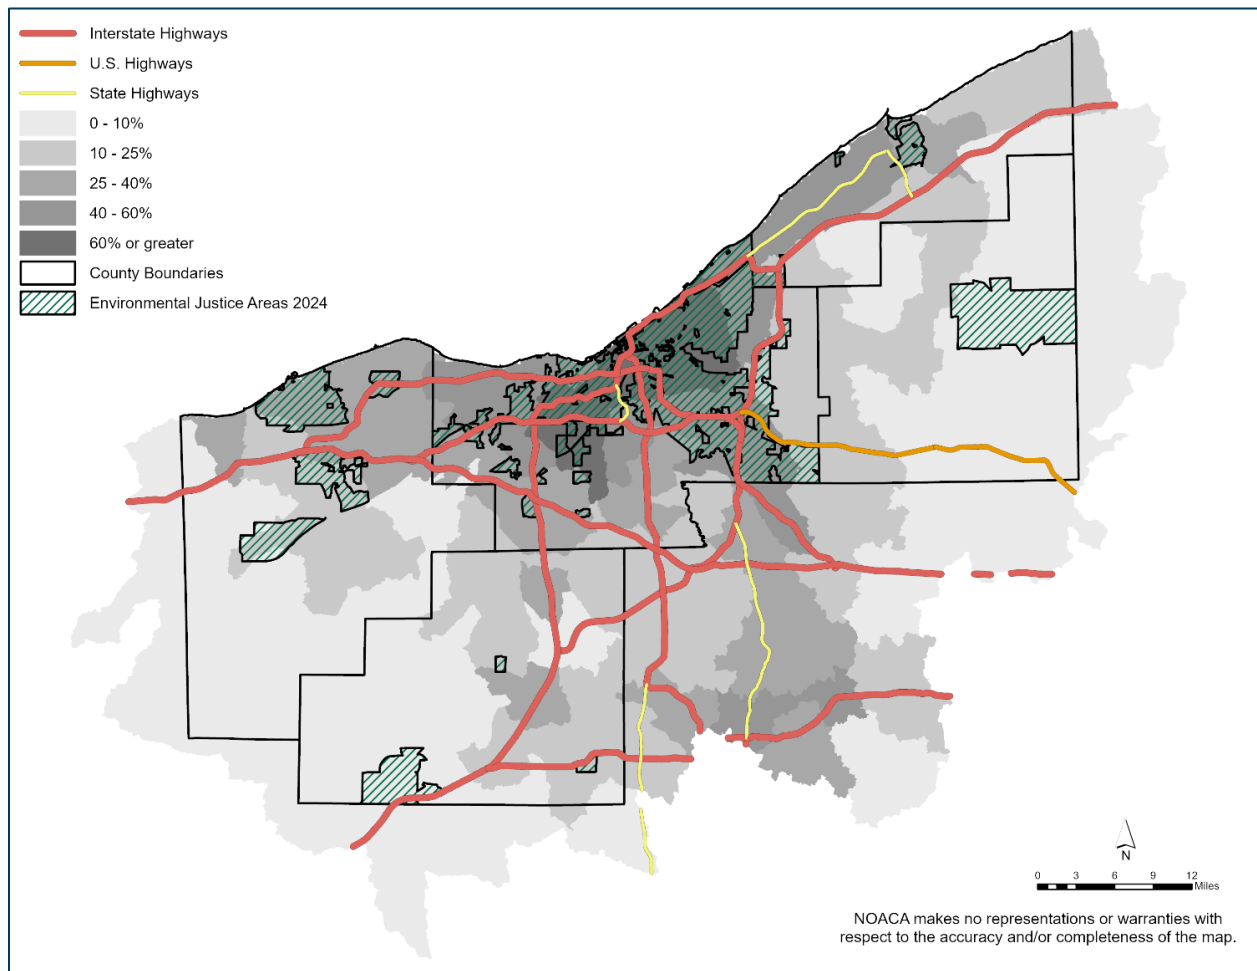 Interstate Highways
U.S. Highways
State Highways
0 - 10%
10 - 25%
25 - 40%
40 - 60%
60% or greater
County Boundaries
Environmental Justice Areas 2024
N
0 3 6 9 12
Miles
NOACA makes no representations or warranties with
respect to the accuracy and/or completeness of the map.